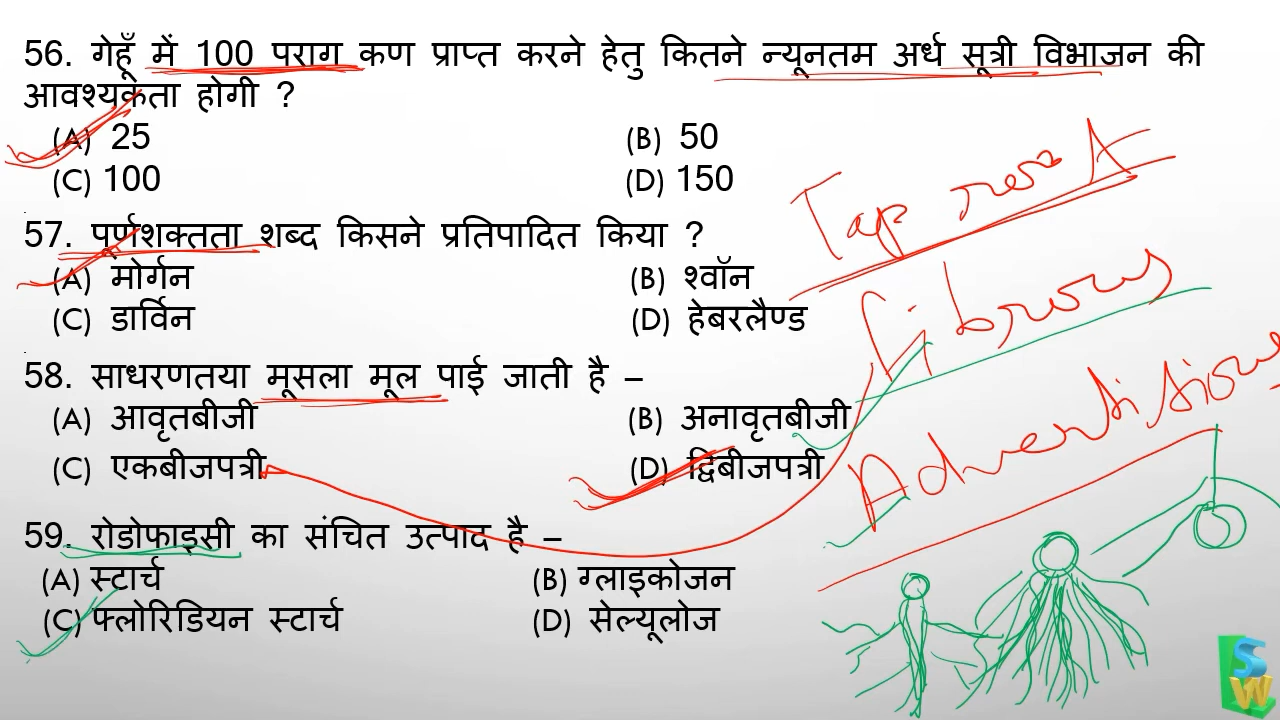 56. गेहूँ में 100 पराग कण प्राप्त करने हेतु कितने न्यूनतम अर्ध सूत्री विभाजन की
आवश्यकता होगी ?
(A) 25 (B) 50
(C) 100 (D) 150
57. पूर्णशक्तता शब्द किसने प्रतिपादित किया ?
(A) मोर्गन (B) श्वॉन
(C) डार्विन (D) हेबरलैण्ड
58. साधरणतया मूसला मूल पाई जाती है –
(A) आवृतबीजी (B) अनावृतबीजी
(C) एकबीजपत्री (D) द्विबीजपत्री
59. रोडोफाइसी का संचित उत्पाद है –
(A) स्टार्च (B) ग्लाइकोजन
(C) फ्लोरिडियन स्टार्च (D) सेल्यूलोज
Tap root
fibrous
Adventitious
SW